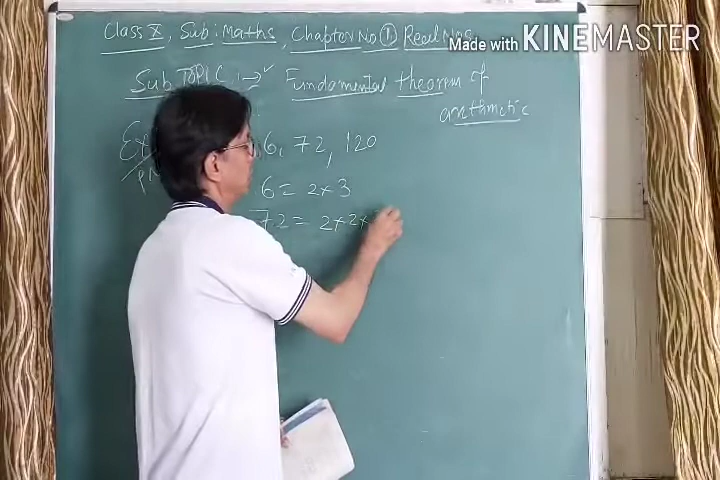 Class X, Sub: Maths, Chapter No ① Real Nos.
Made with KINEMASTER
Sub TOPIC :→ Fundamental theorem of
arithmetic
6, 72, 120
6 = 2×3
72 = 2×2×